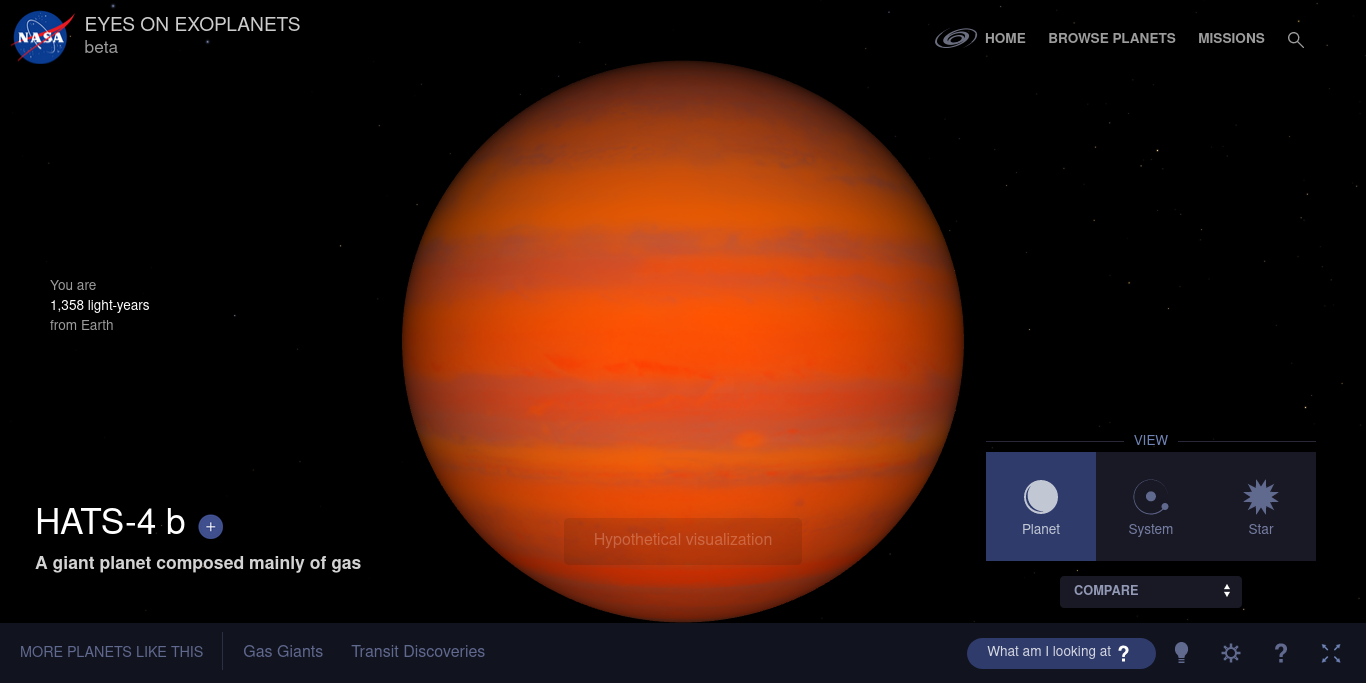 NASA
EYES ON EXOPLANETS
beta
HOME
BROWSE PLANETS
MISSIONS
You are
1,358 light-years
from Earth
HATS-4 b +
A giant planet composed mainly of gas
Hypothetical visualization
VIEW
Planet
System
Star
COMPARE
MORE PLANETS LIKE THIS
Gas Giants
Transit Discoveries
What am I looking at ?
?